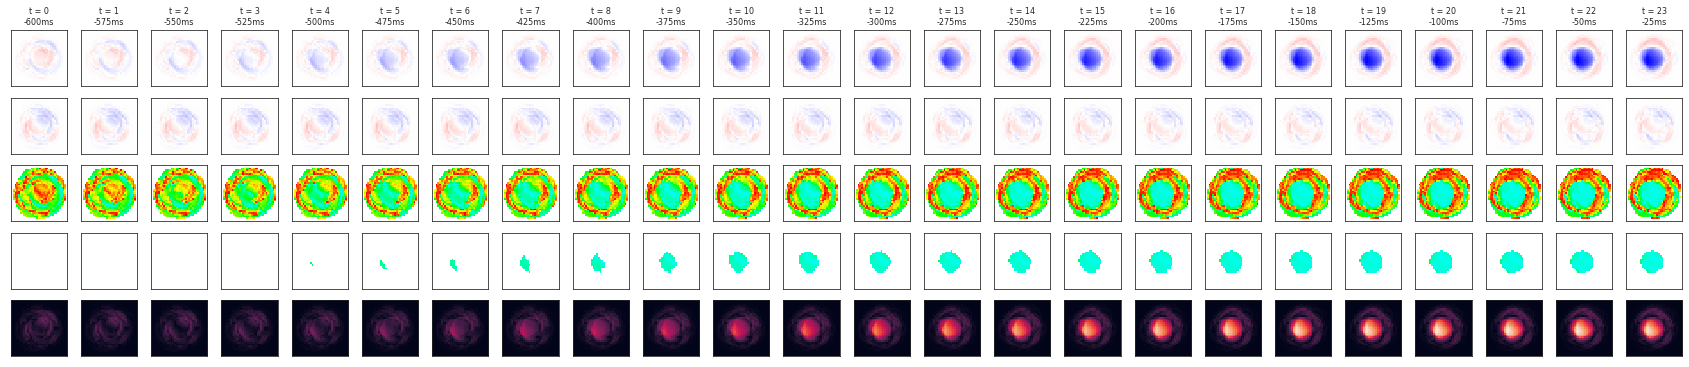 t = 0 t = 1 t = 2 t = 3 t = 4 t = 5 t = 6 t = 7 t = 8 t = 9 t = 10 t = 11 t = 12 t = 13 t = 14 t = 15 t = 16 t = 17 t = 18 t = 19 t = 20 t = 21 t = 22 t = 23
-600ms -575ms -550ms -525ms -500ms -475ms -450ms -425ms -400ms -375ms -350ms -325ms -300ms -275ms -250ms -225ms -200ms -175ms -150ms -125ms -100ms -75ms -50ms -25ms